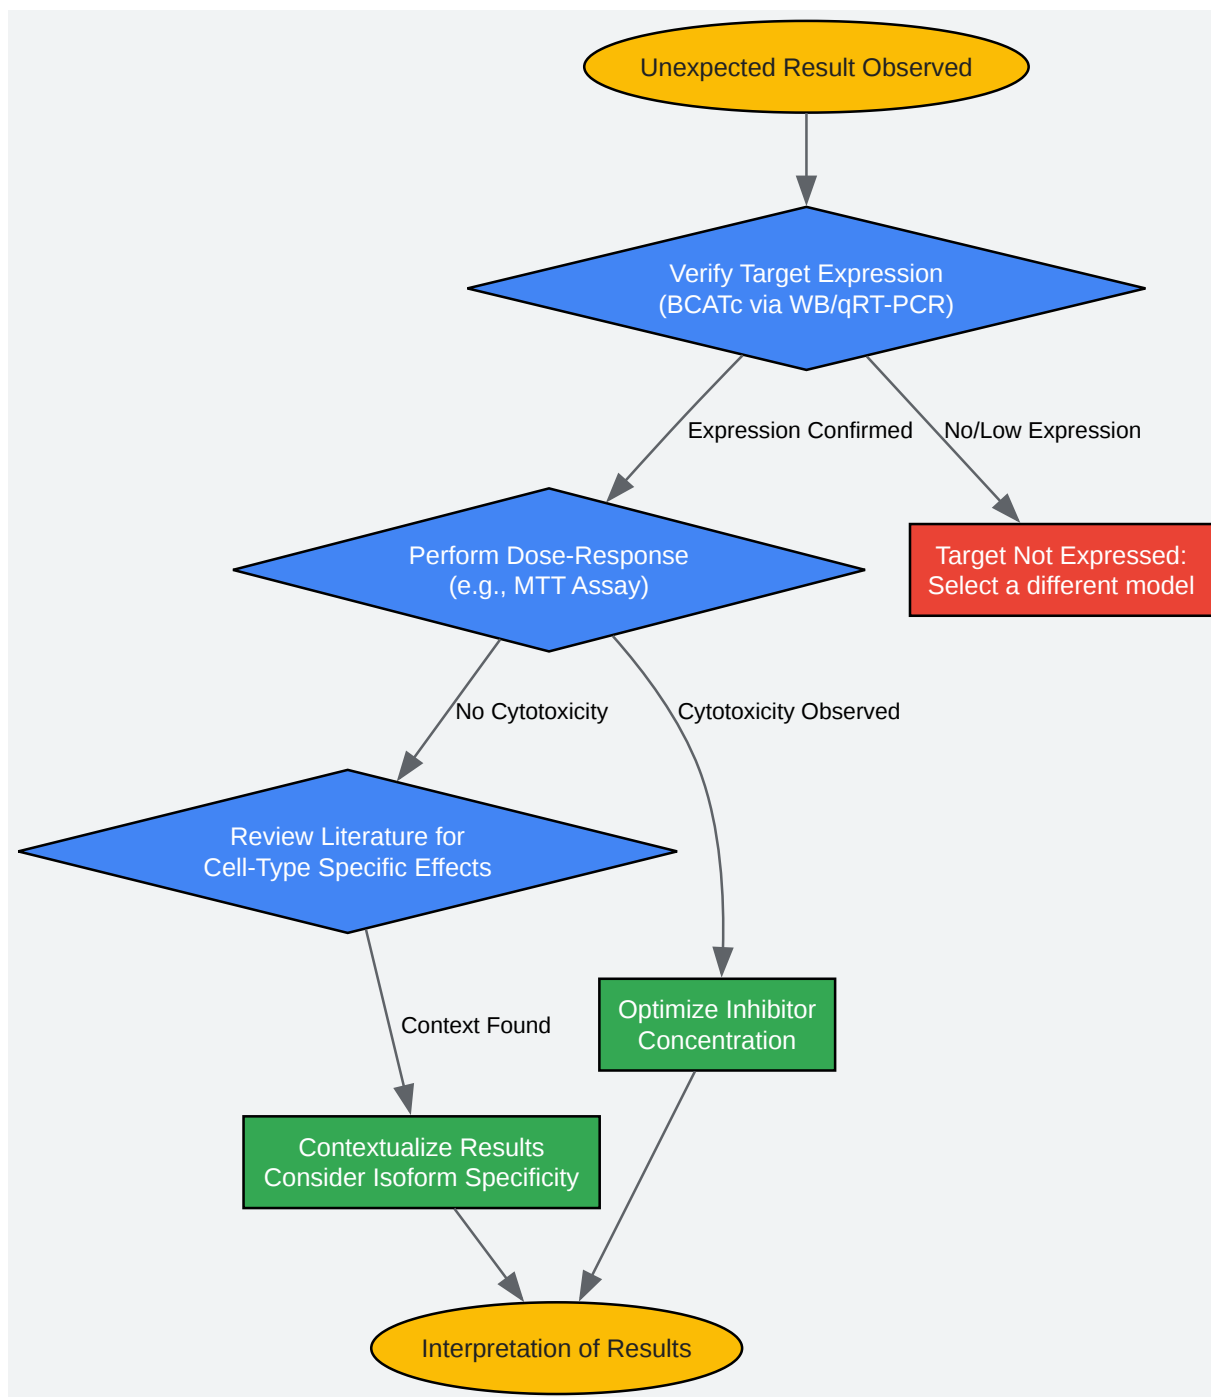 Unexpected Result Observed
Verify Target Expression
(BCATc via WB/qRT-PCR)
Expression Confirmed
No/Low Expression
Perform Dose-Response
(e.g., MTT Assay)
Target Not Expressed:
Select a different model
No Cytotoxicity
Cytotoxicity Observed
Review Literature for
Cell-Type Specific Effects
Optimize Inhibitor
Concentration
Context Found
Contextualize Results
Consider Isoform Specificity
Interpretation of Results